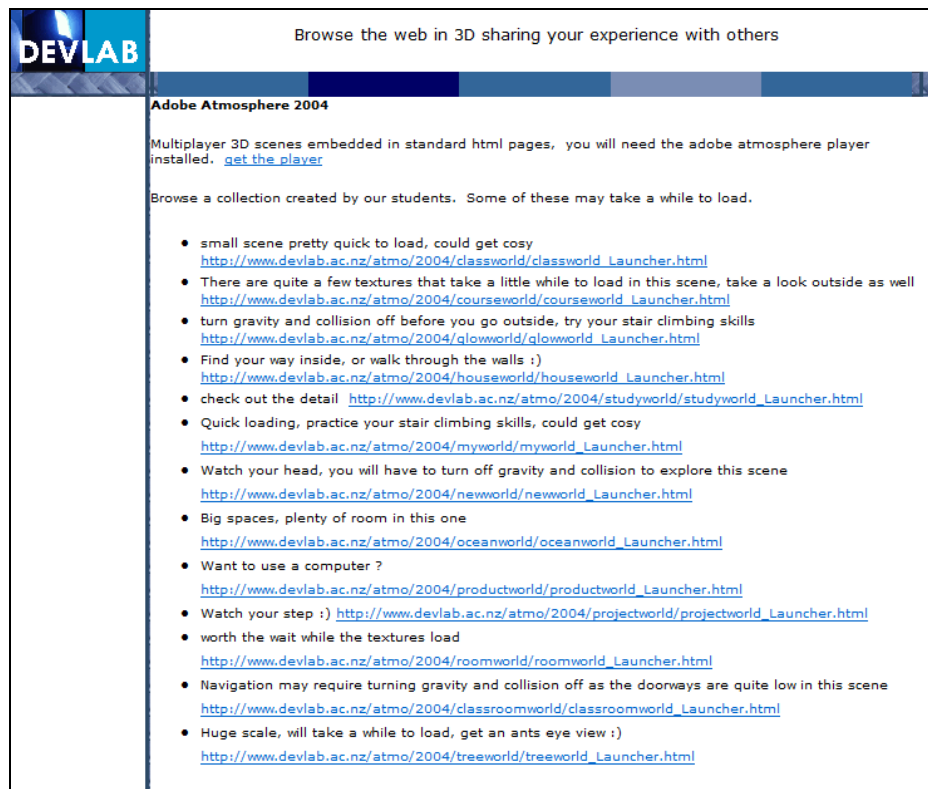 DEVLAB
Browse the web in 3D sharing your experience with others
Adobe Atmosphere 2004
Multiplayer 3D scenes embedded in standard html pages, you will need the adobe atmosphere player
installed. get the player
Browse a collection created by our students. Some of these may take a while to load.
• small scene pretty quick to load, could get cosy
http://www.devlab.ac.nz/atmo/2004/classworld/classworld_Launcher.html
• There are quite a few textures that take a little while to load in this scene, take a look outside as well
http://www.devlab.ac.nz/atmo/2004/courseworld/courseworld_Launcher.html
• turn gravity and collision off before you go outside, try your stair climbing skills
http://www.devlab.ac.nz/atmo/2004/glowworld/glowworld_Launcher.html
• Find your way inside, or walk through the walls :)
http://www.devlab.ac.nz/atmo/2004/houseworld/houseworld_Launcher.html
• check out the detail http://www.devlab.ac.nz/atmo/2004/studyworld/studyworld_Launcher.html
• Quick loading, practice your stair climbing skills, could get cosy
http://www.devlab.ac.nz/atmo/2004/myworld/myworld_Launcher.html
• Watch your head, you will have to turn off gravity and collision to explore this scene
http://www.devlab.ac.nz/atmo/2004/newworld/newworld_Launcher.html
• Big spaces, plenty of room in this one
http://www.devlab.ac.nz/atmo/2004/oceanworld/oceanworld_Launcher.html
• Want to use a computer ?
http://www.devlab.ac.nz/atmo/2004/productworld/productworld_Launcher.html
• Watch your step :) http://www.devlab.ac.nz/atmo/2004/projectworld/projectworld_Launcher.html
• worth the wait while the textures load
http://www.devlab.ac.nz/atmo/2004/roomworld/roomworld_Launcher.html
• Navigation may require turning gravity and collision off as the doorways are quite low in this scene
http://www.devlab.ac.nz/atmo/2004/classroomworld/classroomworld_Launcher.html
• Huge scale, will take a while to load, get an ants eye view :)
http://www.devlab.ac.nz/atmo/2004/treeworld/treeworld_Launcher.html